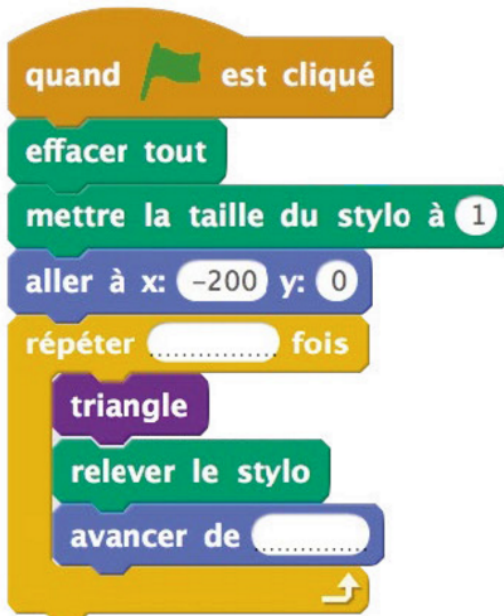 quand est cliqué
effacer tout
mettre la taille du stylo à 1
aller à x: -200 y: 0
répéter ............... fois
triangle
relever le stylo
avancer de .............